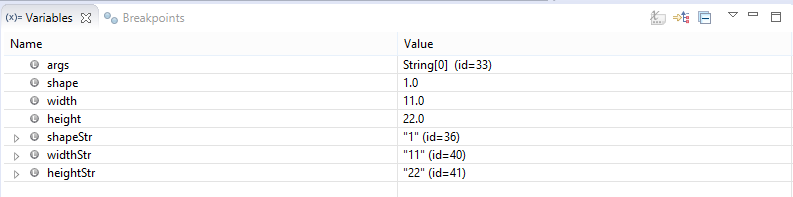 (x)= Variables Breakpoints
Name Value
args String[0] (id=33)
shape 1.0
width 11.0
height 22.0
shapeStr "1" (id=36)
widthStr "11" (id=40)
heightStr "22" (id=41)